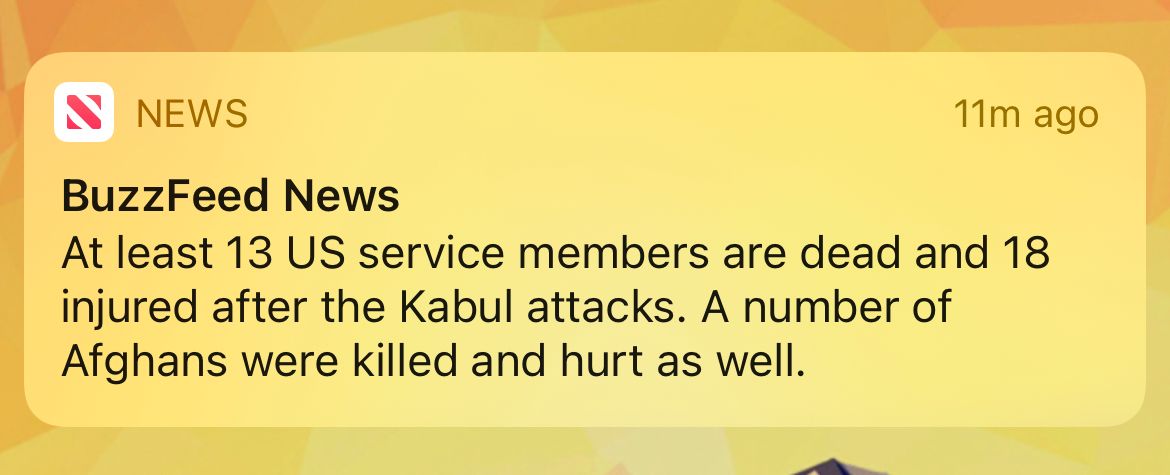 NEWS 11m ago
BuzzFeed News
At least 13 US service members are dead and 18
injured after the Kabul attacks. A number of
Afghans were killed and hurt as well.